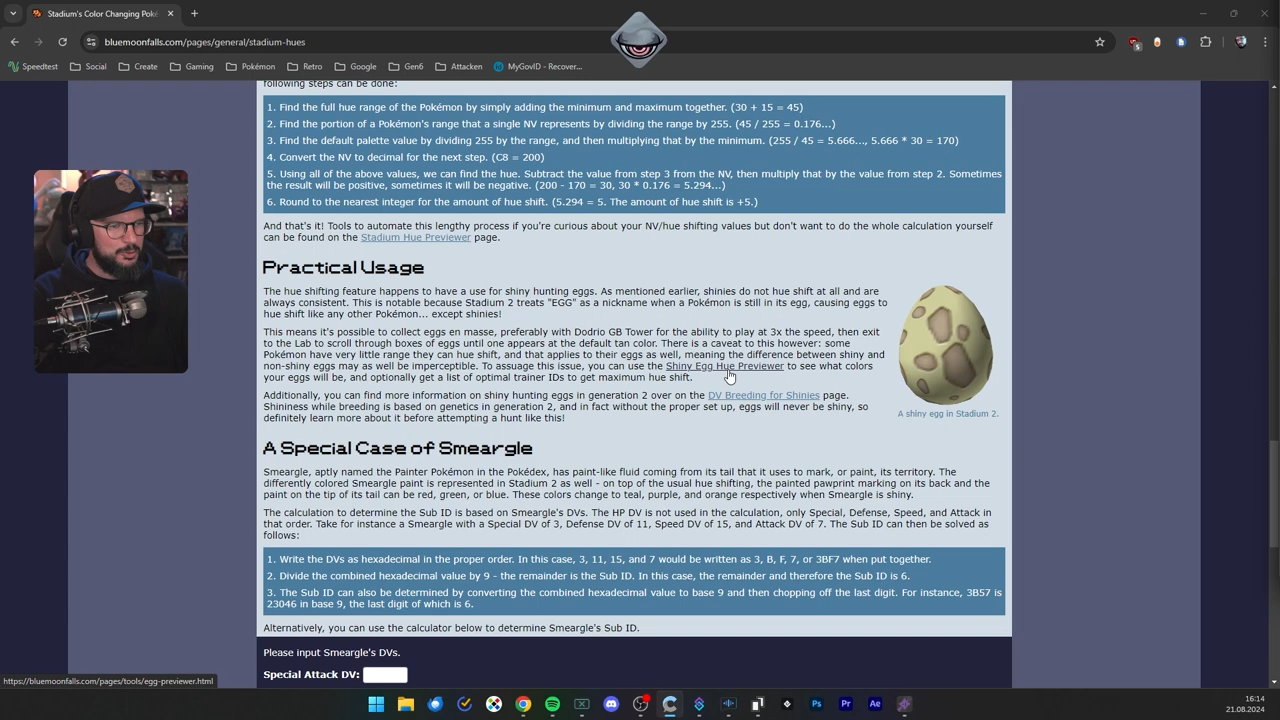 Stadium's Color Changing Poké
bluemoonfalls.com/pages/general/stadium-hues
Speedtest
Social
Create
Gaming
Pokémon
Retro
Google
Gen6
Attacken
MyGovID - Recover...
following steps can be done:
1. Find the full hue range of the Pokémon by simply adding the minimum and maximum together. (30 + 15 = 45)
2. Find the portion of a Pokémon's range that a single NV represents by dividing the range by 255. (45 / 255 = 0.176...)
3. Find the default palette value by dividing 255 by the range, and then multiplying that by the minimum. (255 / 45 = 5.666..., 5.666 * 30 = 170)
4. Convert the NV to decimal for the next step. (C8 = 200)
5. Using all of the above values, we can find the hue. Subtract the value from step 3 from the NV, then multiply that by the value from step 2. Sometimes
the result will be positive, sometimes it will be negative. (200 - 170 = 30, 30 * 0.176 = 5.294...)
6. Round to the nearest integer for the amount of hue shift. (5.294 = 5. The amount of hue shift is +5.)
And that's it! Tools to automate this lengthy process if you're curious about your NV/hue shifting values but don't want to do the whole calculation yourself
can be found on the Stadium Hue Previewer page.
Practical Usage
The hue shifting feature happens to have a use for shiny hunting eggs. As mentioned earlier, shinies do not hue shift at all and are
always consistent. This is notable because Stadium 2 treats "EGG" as a nickname when a Pokémon is still in its egg, causing eggs to
hue shift like any other Pokémon... except shinies!
This means it's possible to collect eggs en masse, preferably with Dodrio GB Tower for the ability to play at 3x the speed, then exit
to the Lab to scroll through boxes of eggs until one appears at the default tan color. There is a caveat to this however: some
Pokémon have very little range they can hue shift, and that applies to their eggs as well, meaning the difference between shiny and
non-shiny eggs may as well be imperceptible. To assuage this issue, you can use the Shiny Egg Hue Previewer to see what colors
your eggs will be, and optionally get a list of optimal trainer IDs to get maximum hue shift.
Additionally, you can find more information on shiny hunting eggs in generation 2 over on the DV Breeding for Shinies page.
Shininess while breeding is based on genetics in generation 2, and in fact without the proper set up, eggs will never be shiny, so
definitely learn more about it before attempting a hunt like this!
A shiny egg in Stadium 2.
A Special Case of Smeargle
Smeargle, aptly named the Painter Pokémon in the Pokédex, has paint-like fluid coming from its tail that it uses to mark, or paint, its territory. The
differently colored Smeargle paint is represented in Stadium 2 as well - on top of the usual hue shifting, the painted pawprint marking on its back and the
paint on the tip of its tail can be red, green, or blue. These colors change to teal, purple, and orange respectively when Smeargle is shiny.
The calculation to determine the Sub ID is based on Smeargle's DVs. The HP DV is not used in the calculation, only Special, Defense, Speed, and Attack in
that order. Take for instance a Smeargle with a Special DV of 3, Defense DV of 11, Speed DV of 15, and Attack DV of 7. The Sub ID can then be solved as
follows:
1. Write the DVs as hexadecimal in the proper order. In this case, 3, 11, 15, and 7 would be written as 3, B, F, 7, or 3BF7 when put together.
2. Divide the combined hexadecimal value by 9 - the remainder is the Sub ID. In this case, the remainder and therefore the Sub ID is 6.
3. The Sub ID can also be determined by converting the combined hexadecimal value to base 9 and then chopping off the last digit. For instance, 3B57 is
23046 in base 9, the last digit of which is 6.
Alternatively, you can use the calculator below to determine Smeargle's Sub ID.
Please input Smeargle's DVs.
Special Attack DV:
https://bluemoonfalls.com/pages/tools/egg-previewer.html
Ps
Pr
Ae
16:14
21.08.2024